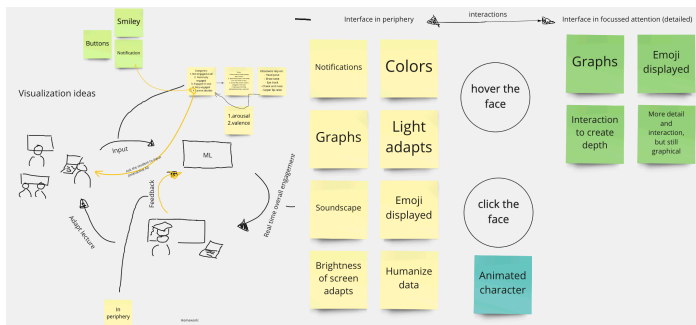 Smiley
Buttons
Notification
Visualization ideas
1.arousal
2.valence
Input
ML
Feedback
Real time overall engagement
Adapt lecture
In
periphery
Interface in periphery
interactions
Interface in focussed attention (detailed)
Notifications
Colors
Graphs
Light
adapts
Soundscape
Emoji
displayed
Brightness
of screen
adapts
Humanize
data
hover the
face
click the
face
Animated
character
Graphs
Emoji
displayed
Interaction
to create
depth
More detail
and
interaction,
but still
graphical